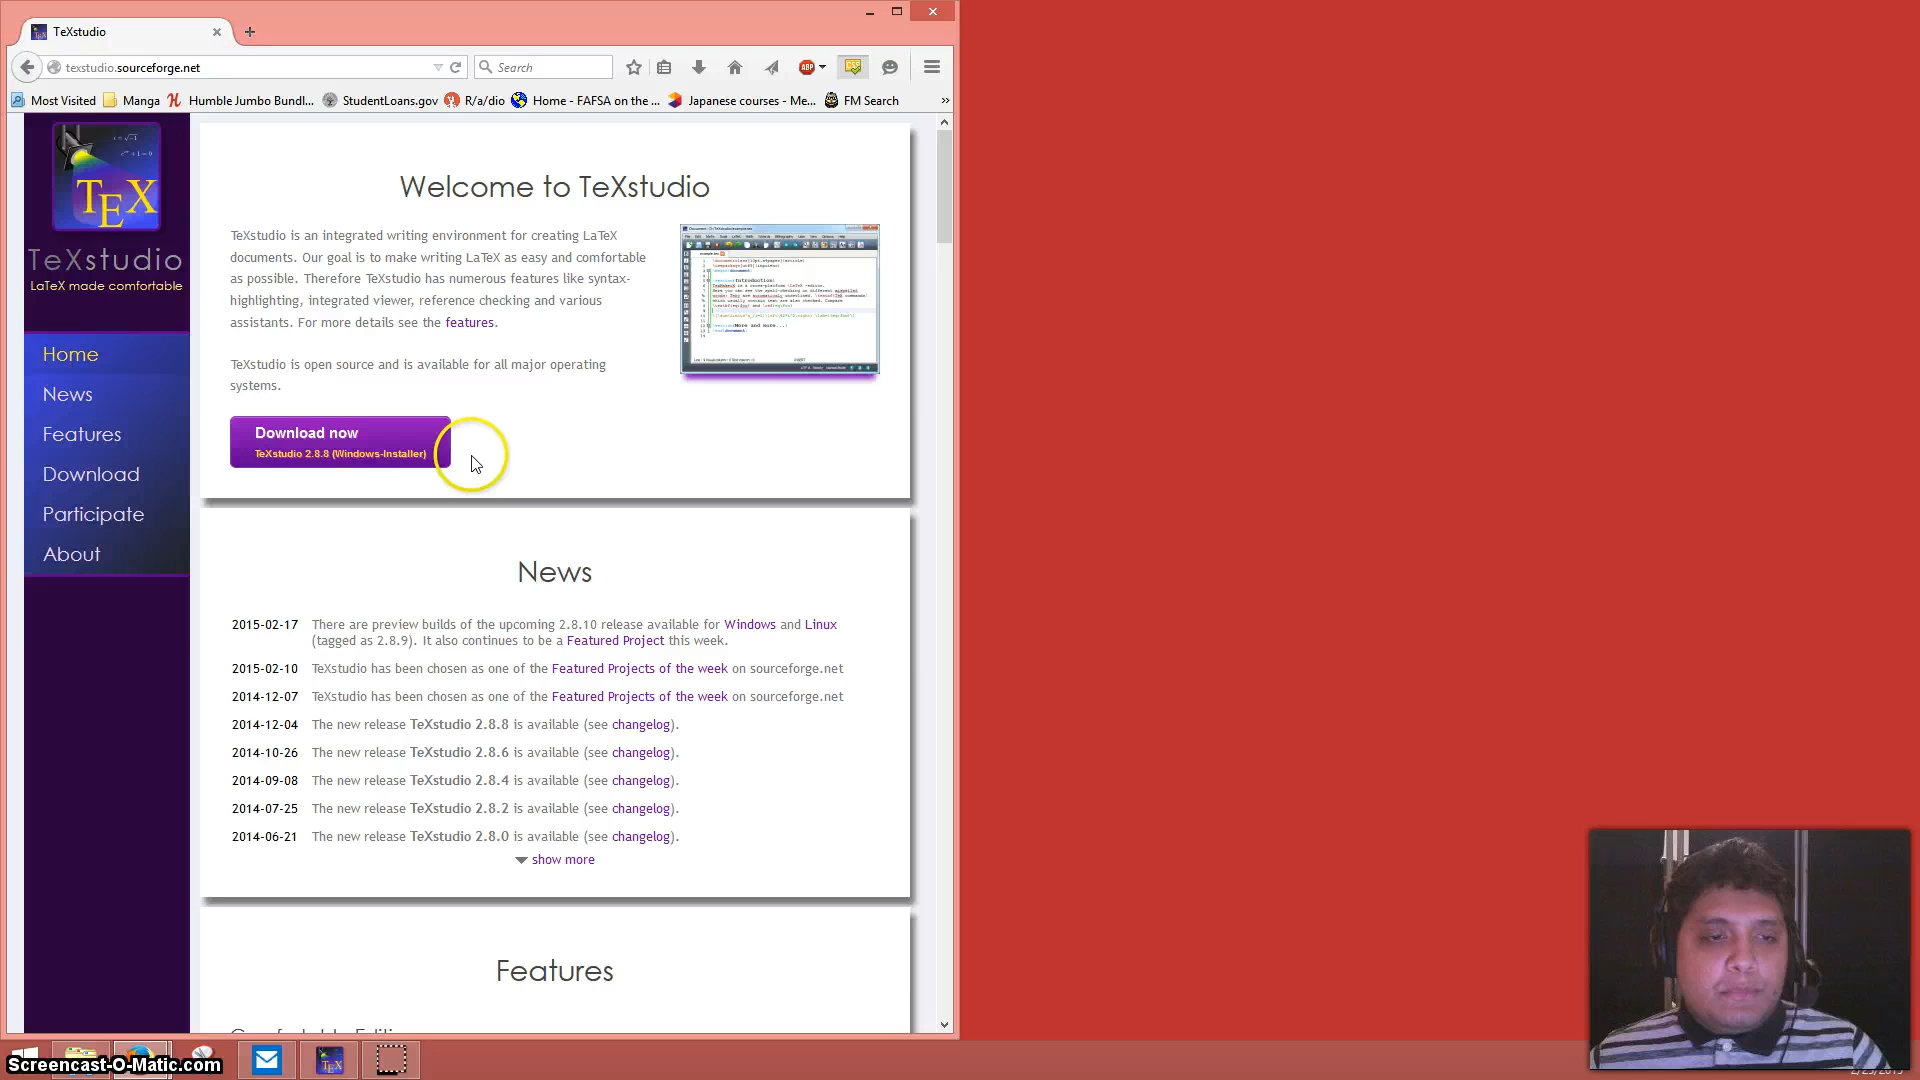 TeXstudio
texstudio.sourceforge.net
Search
ABP
Most Visited
Manga
Humble Jumbo Bundl...
StudentLoans.gov
R/a/dio
Home - FAFSA on the ...
Japanese courses - Me...
FM Search
»
TEX
TeXstudio
LaTeX made comfortable
Home
News
Features
Download
Participate
About
Welcome to TeXstudio
TeXstudio is an integrated writing environment for creating LaTeX
documents. Our goal is to make writing LaTeX as easy and comfortable
as possible. Therefore TeXstudio has numerous features like syntax-
highlighting, integrated viewer, reference checking and various
assistants. For more details see the features.
TeXstudio is open source and is available for all major operating
systems.
Download now
TeXstudio 2.8.8 (Windows-Installer)
News
2015-02-17 There are preview builds of the upcoming 2.8.10 release available for Windows and Linux
(tagged as 2.8.9). It also continues to be a Featured Project this week.
2015-02-10 TeXstudio has been chosen as one of the Featured Projects of the week on sourceforge.net
2014-12-07 TeXstudio has been chosen as one of the Featured Projects of the week on sourceforge.net
2014-12-04 The new release TeXstudio 2.8.8 is available (see changelog).
2014-10-26 The new release TeXstudio 2.8.6 is available (see changelog).
2014-09-08 The new release TeXstudio 2.8.4 is available (see changelog).
2014-07-25 The new release TeXstudio 2.8.2 is available (see changelog).
2014-06-21 The new release TeXstudio 2.8.0 is available (see changelog).
show more
Features
Screencast-O-Matic.com